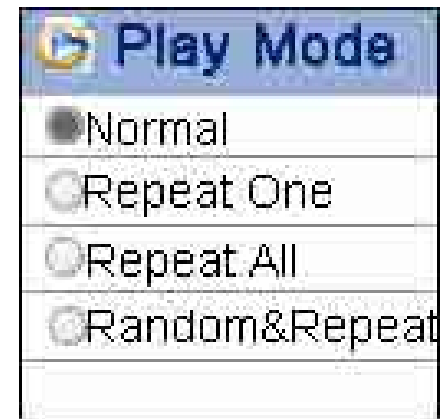 Play Mode
Normal
Repeat One
Repeat All
Random&Repeat